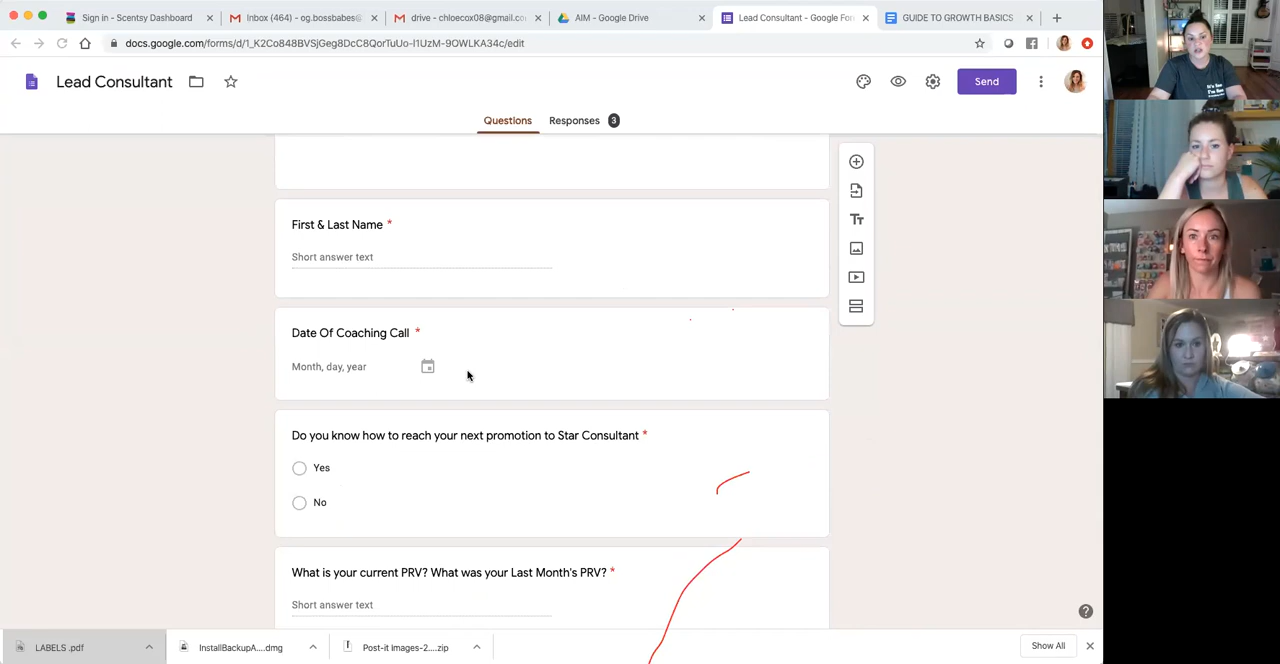 Sign in - Scentsy Dashboard
Inbox (464) - og.bossbabes@
drive - chloecox08@gmail.co
AIM - Google Drive
Lead Consultant - Google For
GUIDE TO GROWTH BASICS
docs.google.com/forms/d/1_K2Co848BVSjGeg8DcC8QorTuUo-I1UzM-9OWLKA34c/edit
Lead Consultant
Send
Questions
Responses 3
First & Last Name *
Short answer text
Date Of Coaching Call *
Month, day, year
Do you know how to reach your next promotion to Star Consultant *
Yes
No
What is your current PRV? What was your Last Month's PRV? *
Short answer text
LABELS .pdf
InstallBackupA....dmg
Post-it Images-2....zip
Show All